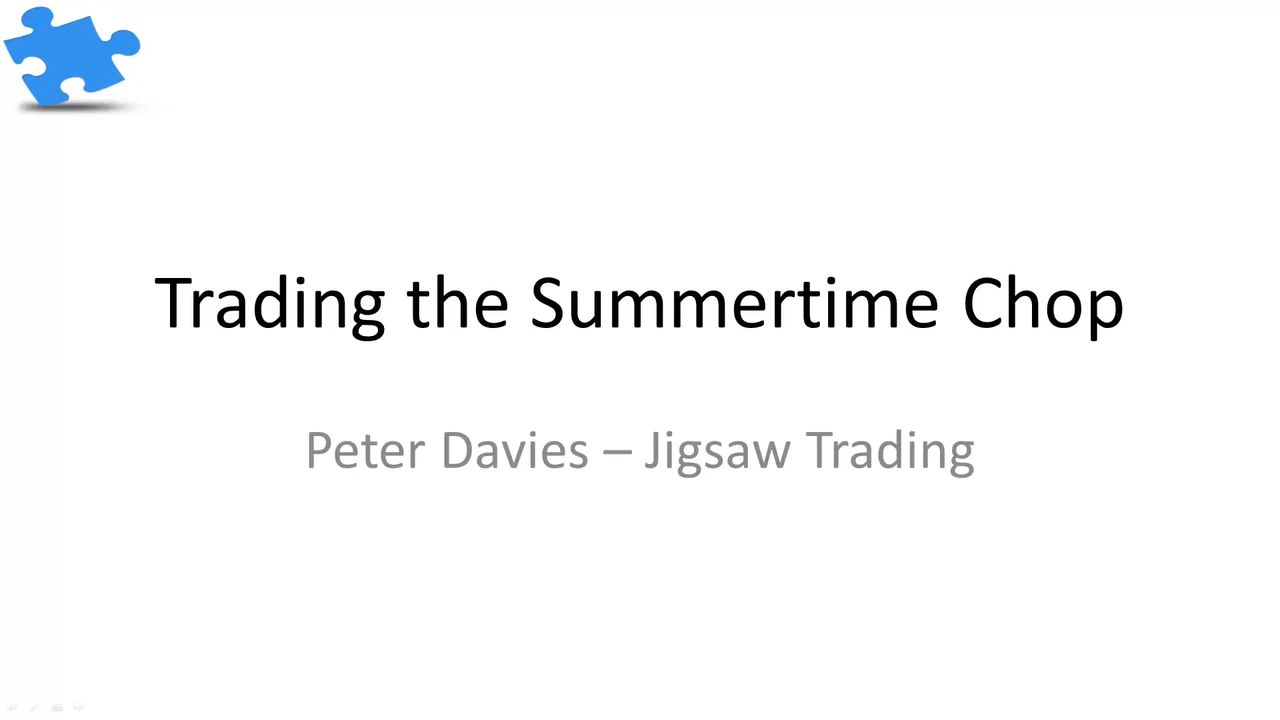 Trading the Summertime Chop
Peter Davies – Jigsaw Trading